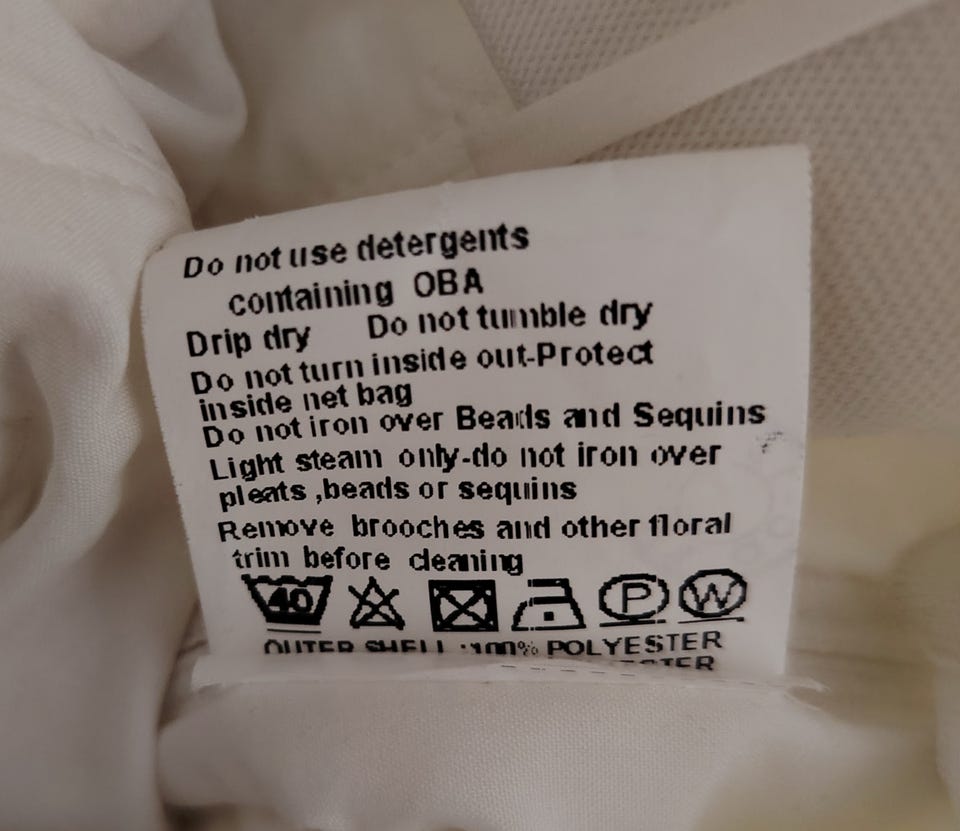 Do not use detergents
containing OBA
Drip dry Do not tumble dry
Do not turn inside out-Protect
inside net bag
Do not iron over Beads and Sequins
Light steam only-do not iron over
pleats ,beads or sequins
Remove brooches and other floral
trim before cleaning
40 P W
OUTER SHELL :100% POLYESTER